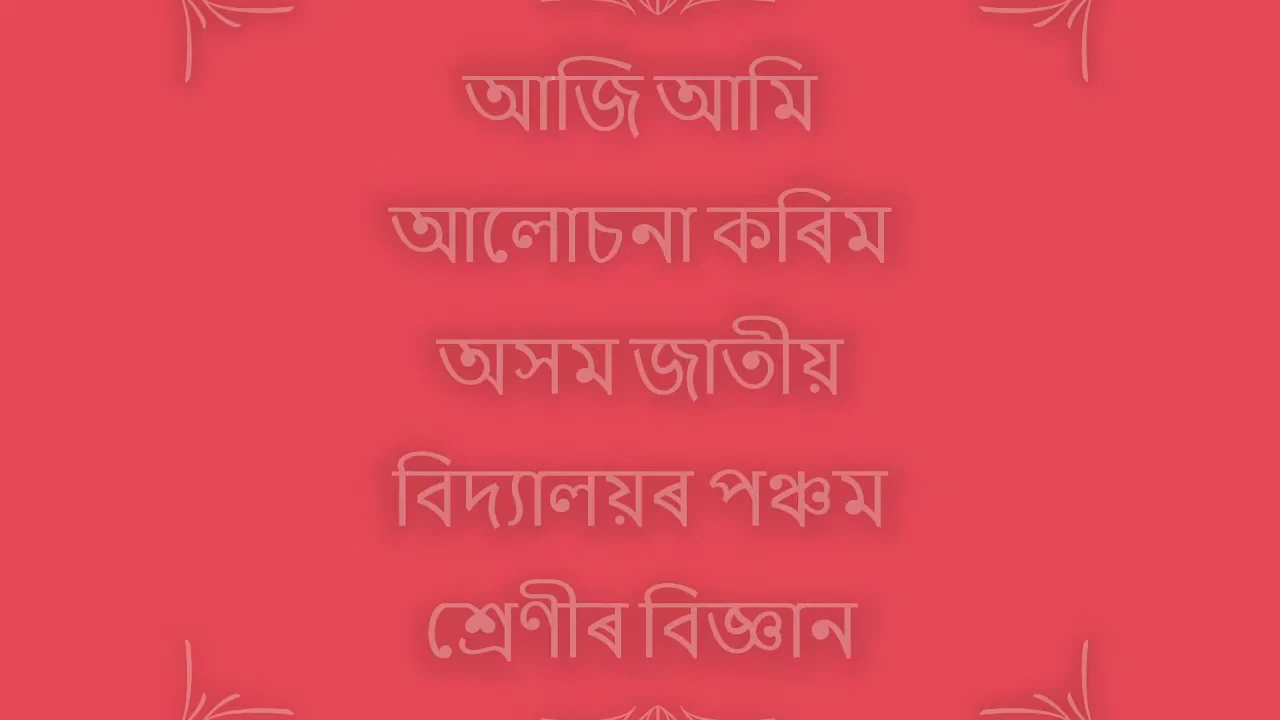 আজি আমি
আলোচনা কৰিম
অসম জাতীয়
বিদ্যালয়ৰ পঞ্চম
শ্ৰেণীৰ বিজ্ঞান